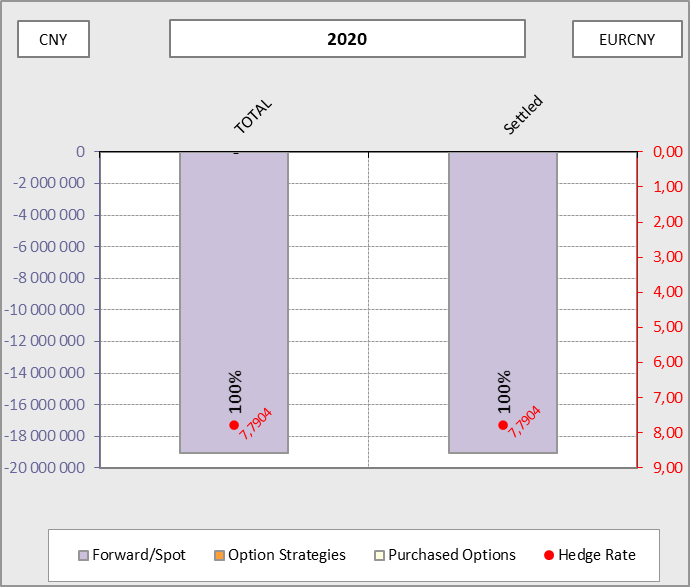 CNY
2020
EURCNY
TOTAL
Settled
0
-2 000 000
-4 000 000
-6 000 000
-8 000 000
-10 000 000
-12 000 000
-14 000 000
-16 000 000
-18 000 000
-20 000 000
0,00
1,00
2,00
3,00
4,00
5,00
6,00
7,00
8,00
9,00
100%
7,7904
100%
7,7904
Forward/Spot
Option Strategies
Purchased Options
Hedge Rate